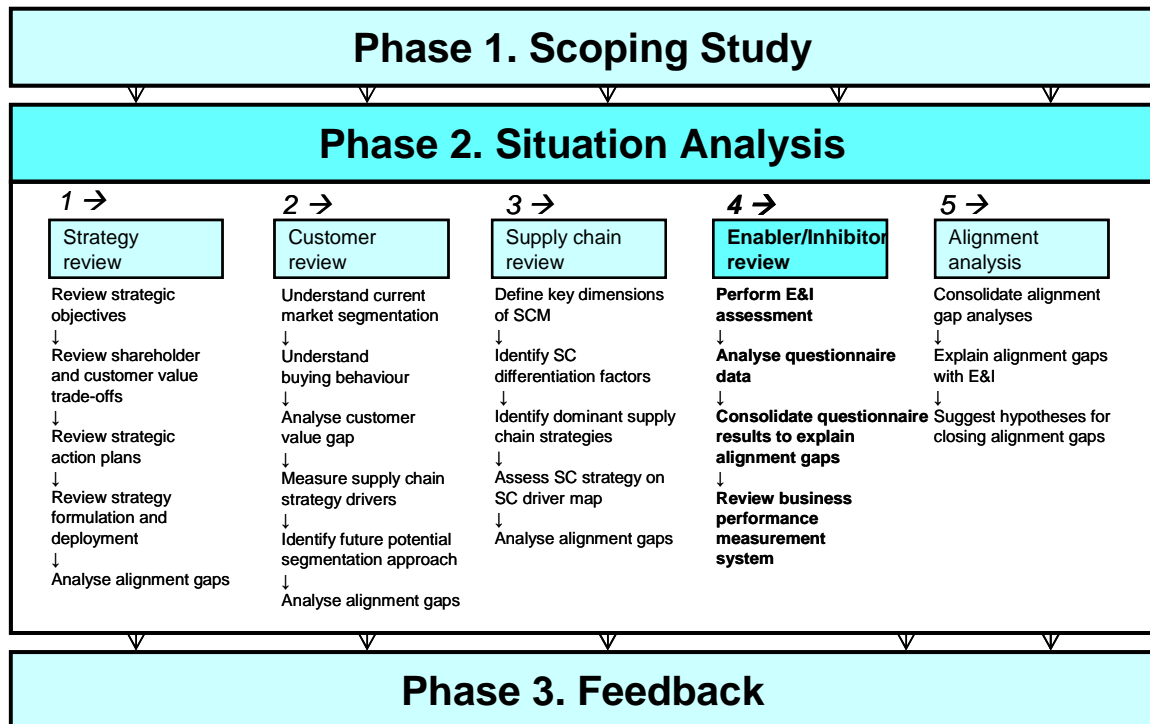 Phase 1. Scoping Study
Phase 2. Situation Analysis
1 →
Strategy
review
Review strategic
objectives
↓
Review shareholder
and customer value
trade-offs
↓
Review strategic
action plans
↓
Review strategy
formulation and
deployment
↓
Analyse alignment gaps
2 →
Customer
review
Understand current
market segmentation
↓
Understand
buying behaviour
↓
Analyse customer
value gap
↓
Measure supply chain
strategy drivers
↓
Identify future potential
segmentation approach
↓
Analyse alignment gaps
3 →
Supply chain
review
Define key dimensions
of SCM
↓
Identify SC
differentiation factors
↓
Identify dominant supply
chain strategies
↓
Assess SC strategy on
SC driver map
↓
Analyse alignment gaps
4 →
Enabler/Inhibitor
review
Perform E&I
assessment
↓
Analyse questionnaire
data
↓
Consolidate questionnaire
results to explain
alignment gaps
↓
Review business
performance
measurement
system
5 →
Alignment
analysis
Consolidate alignment
gap analyses
↓
Explain alignment gaps
with E&I
↓
Suggest hypotheses for
closing alignment gaps
Phase 3. Feedback